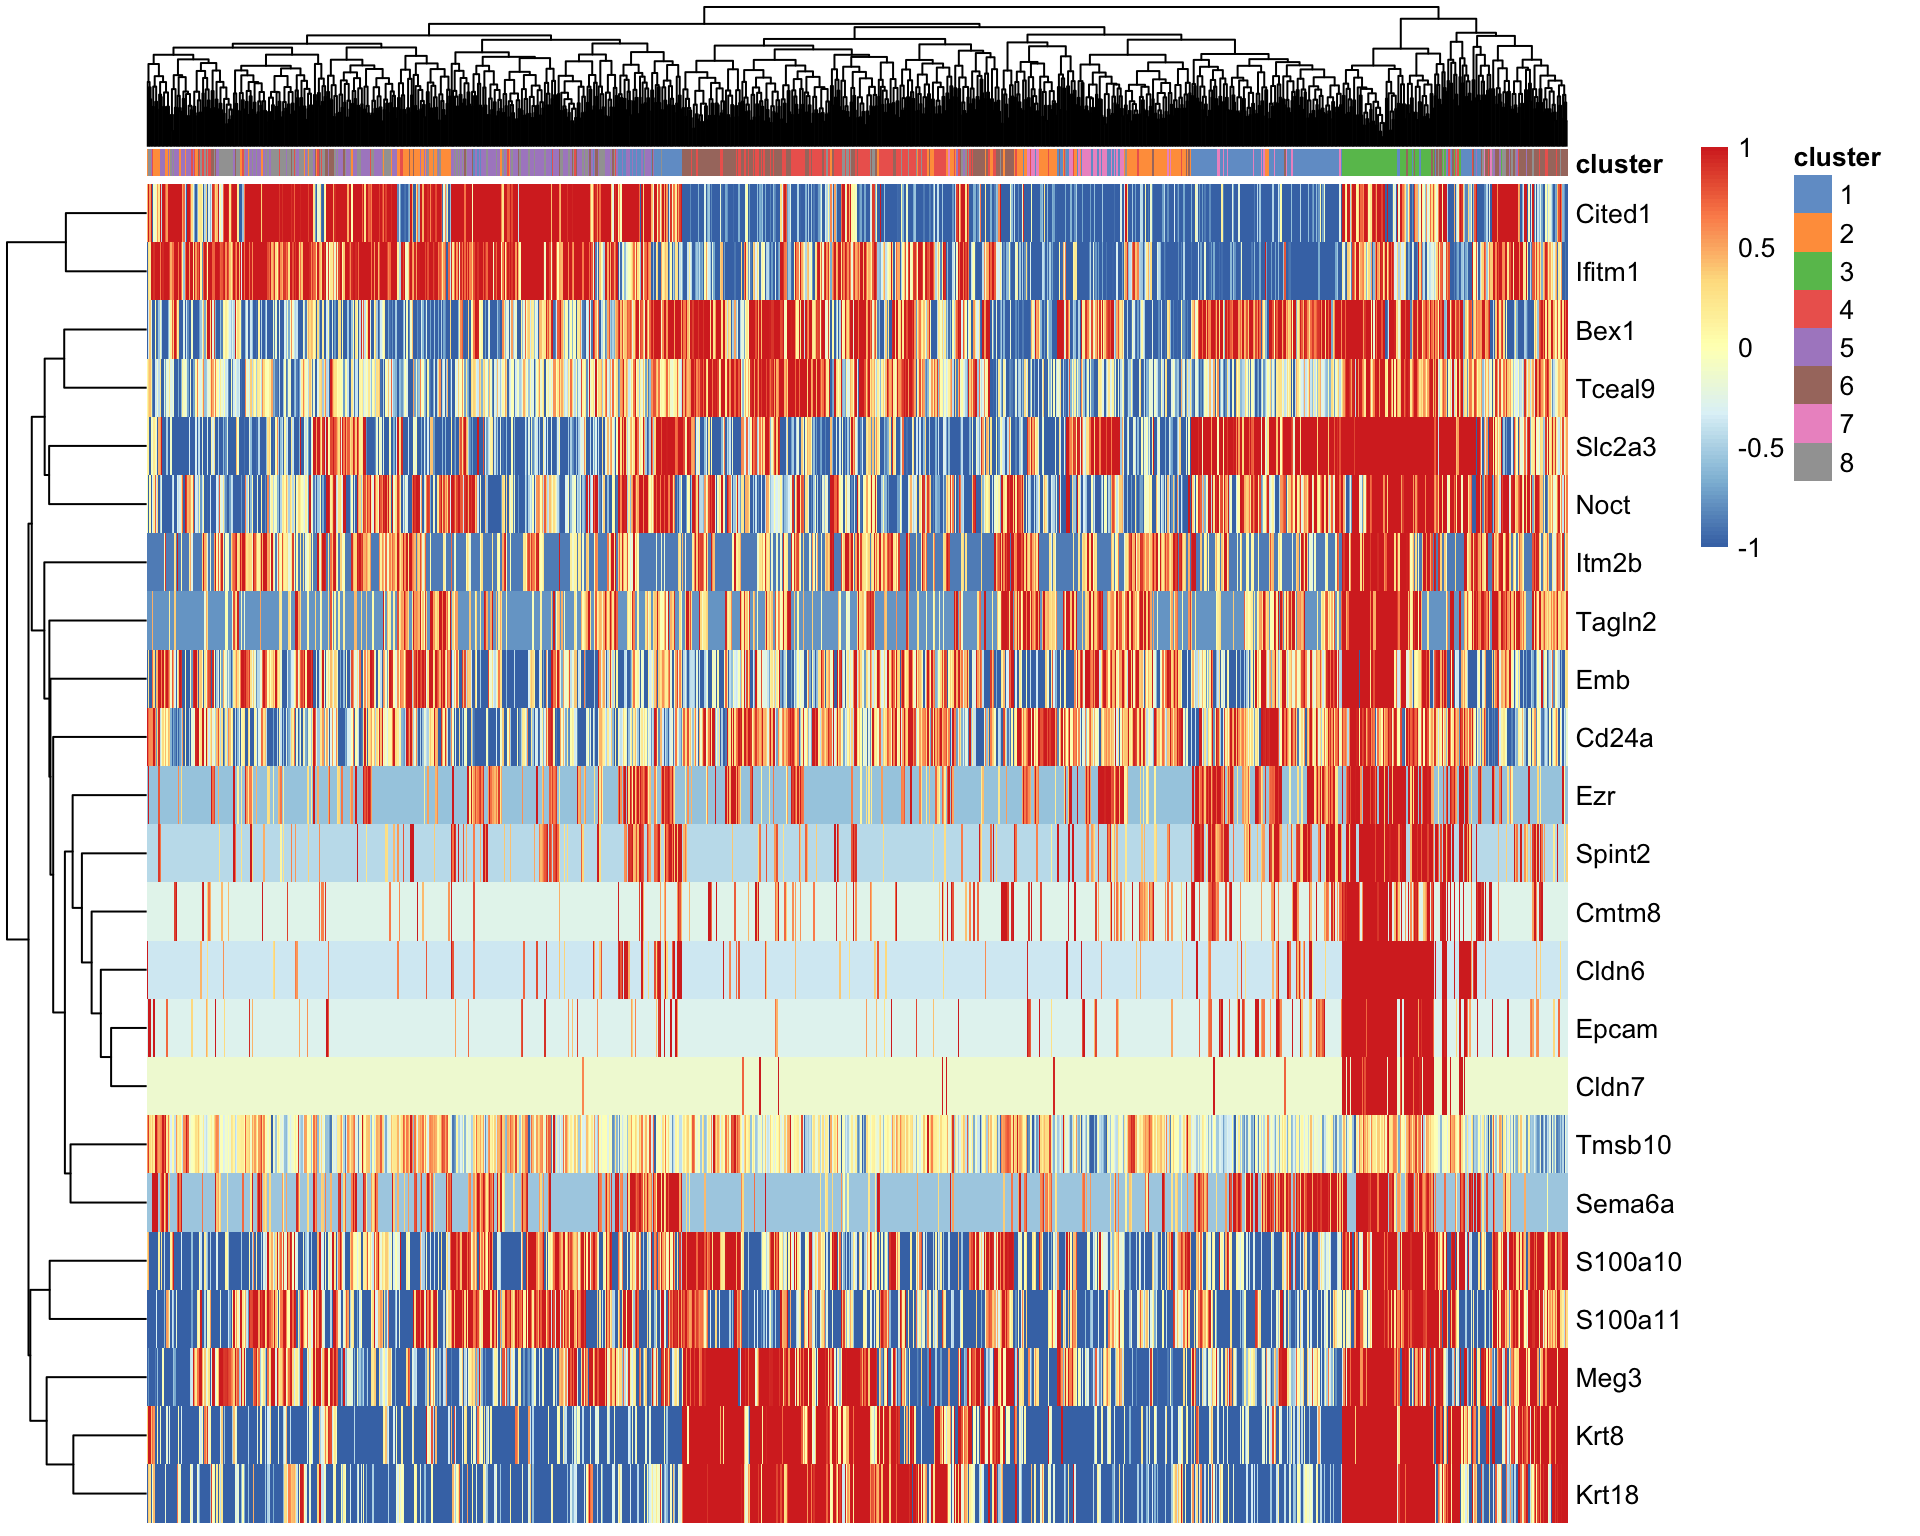 cluster
Cited1
Ifitm1
Bex1
Tceal9
Slc2a3
Noct
Itm2b
Tagln2
Emb
Cd24a
Ezr
Spint2
Cmtm8
Cldn6
Epcam
Cldn7
Tmsb10
Sema6a
S100a10
S100a11
Meg3
Krt8
Krt18
1
0.5
0
-0.5
-1
cluster
1
2
3
4
5
6
7
8